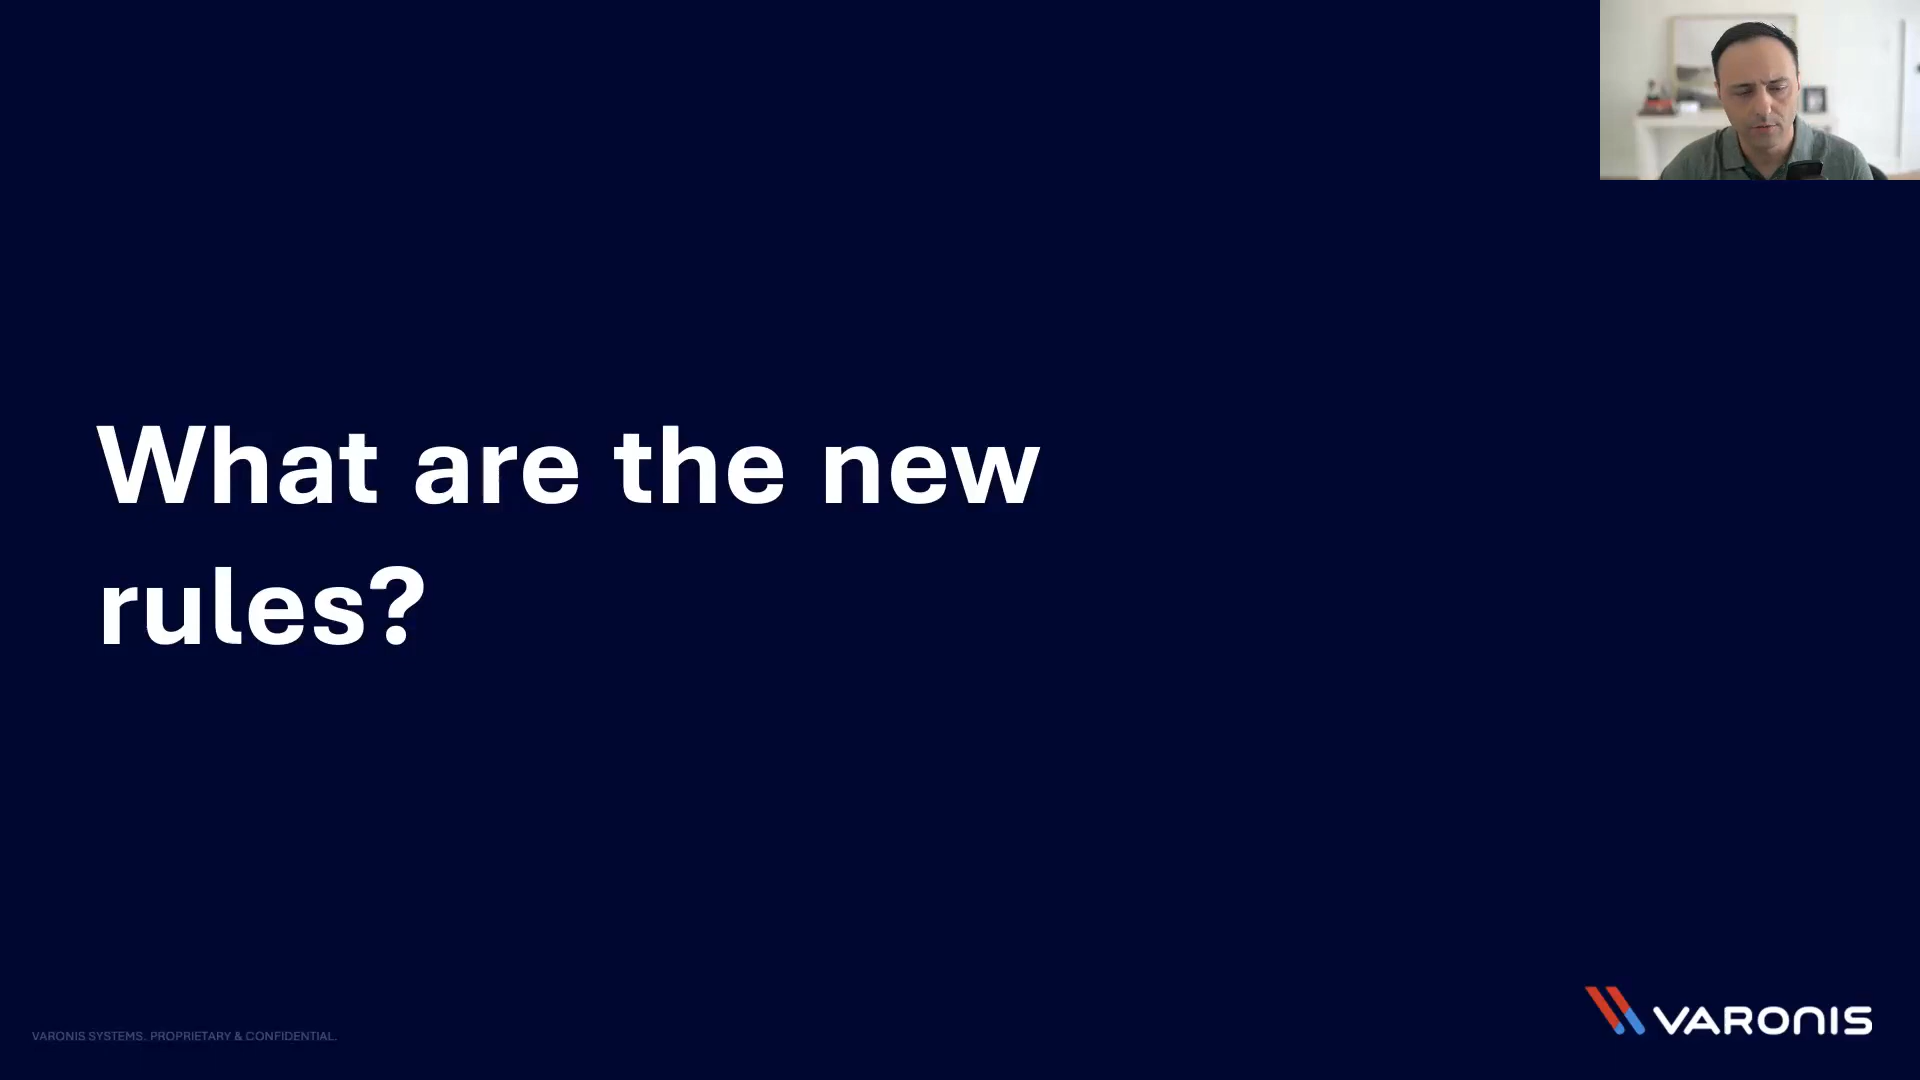 What are the new
rules?
VARONIS SYSTEMS. PROPRIETARY & CONFIDENTIAL.
VARONIS